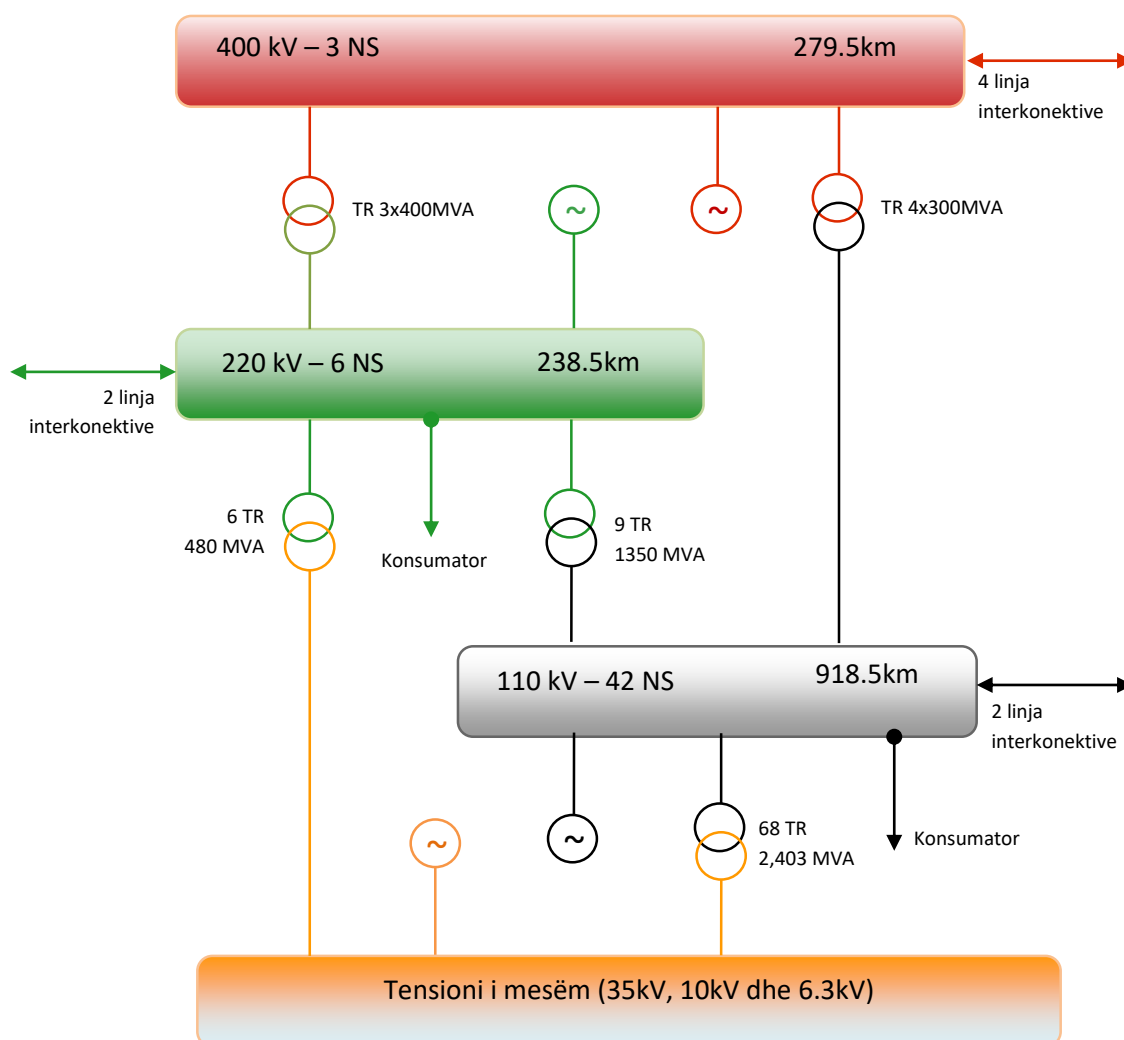 400 kV – 3 NS 279.5km
4 linja
interkonektive
TR 3x400MVA
~
~
TR 4x300MVA
220 kV – 6 NS 238.5km
2 linja
interkonektive
6 TR
480 MVA
Konsumator
9 TR
1350 MVA
110 kV – 42 NS 918.5km
2 linja
interkonektive
~
~
68 TR
2,403 MVA
Konsumator
Tensioni i mesëm (35kV, 10kV dhe 6.3kV)